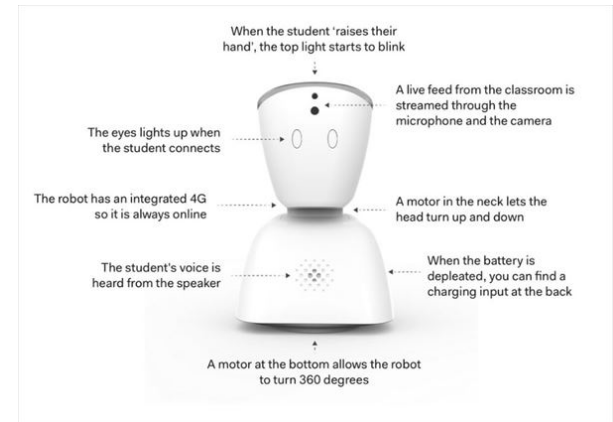 When the student ‘raises their
hand’, the top light starts to blink
A live feed from the classroom is
streamed through the
microphone and the camera
The eyes lights up when
the student connects
The robot has an integrated 4G
so it is always online
A motor in the neck lets the
head turn up and down
The student's voice is
heard from the speaker
When the battery is
depleated, you can find a
charging input at the back
A motor at the bottom allows the robot
to turn 360 degrees